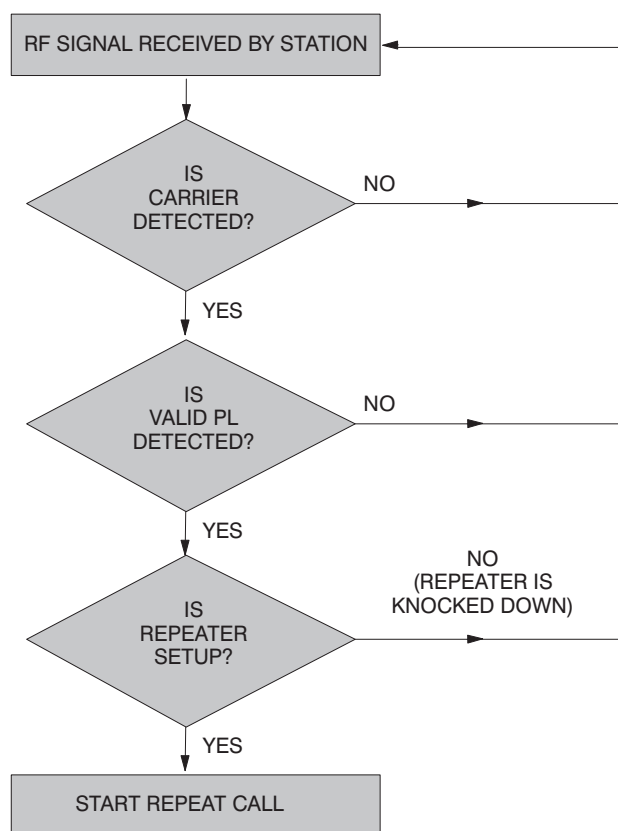 RF SIGNAL RECEIVED BY STATION
IS
CARRIER
DETECTED?
NO
YES
IS
VALID PL
DETECTED?
NO
YES
IS
REPEATER
SETUP?
NO
(REPEATER IS
KNOCKED DOWN)
YES
START REPEAT CALL